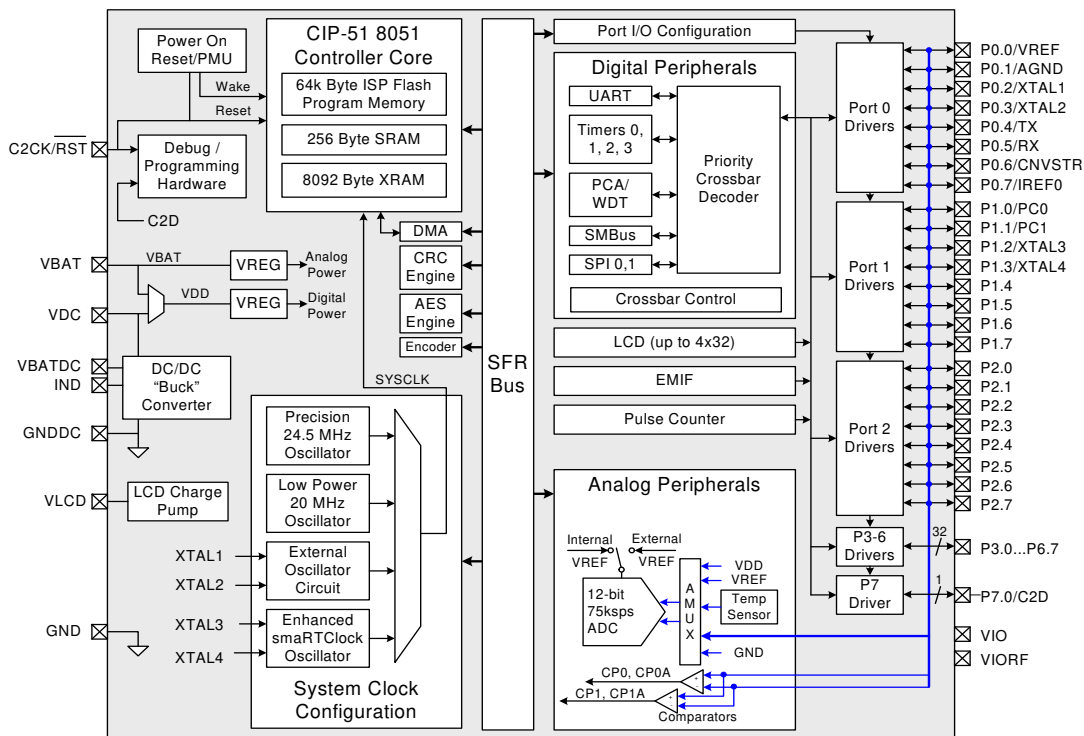 Power On
Reset/PMU
Wake
Reset
C2CK/RST
Debug /
Programming
Hardware
C2D
CIP-51 8051
Controller Core
64k Byte ISP Flash
Program Memory
256 Byte SRAM
8092 Byte XRAM
DMA
CRC
Engine
AES
Engine
Encoder
VBAT
VBAT
VREG
Analog
Power
VDD
VREG
Digital
Power
VDC
VBATDC
IND
DC/DC
“Buck”
Converter
GNDDC
VLCD
LCD Charge
Pump
SYSCLK
Precision
24.5 MHz
Oscillator
Low Power
20 MHz
Oscillator
XTAL1
XTAL2
External
Oscillator
Circuit
XTAL3
XTAL4
Enhanced
smaRTClock
Oscillator
GND
System Clock
Configuration
SFR
Bus
Port I/O Configuration
Digital Peripherals
UART
Timers 0,
1, 2, 3
PCA/
WDT
SMBus
SPI 0,1
Priority
Crossbar
Decoder
Crossbar Control
LCD (up to 4x32)
EMIF
Pulse Counter
Analog Peripherals
Internal
VREF
External
VREF
12-bit
75ksps
ADC
A
M
U
X
VDD
VREF
Temp
Sensor
GND
CP0, CP0A
+
-
CP1, CP1A
+
-
Comparators
Port 0
Drivers
Port 1
Drivers
Port 2
Drivers
P3-6
Drivers
32
P7
Driver
1
P0.0/VREF
P0.1/AGND
P0.2/XTAL1
P0.3/XTAL2
P0.4/TX
P0.5/RX
P0.6/CNVSTR
P0.7/IREF0
P1.0/PC0
P1.1/PC1
P1.2/XTAL3
P1.3/XTAL4
P1.4
P1.5
P1.6
P1.7
P2.0
P2.1
P2.2
P2.3
P2.4
P2.5
P2.6
P2.7
P3.0...P6.7
P7.0/C2D
VIO
VIORF